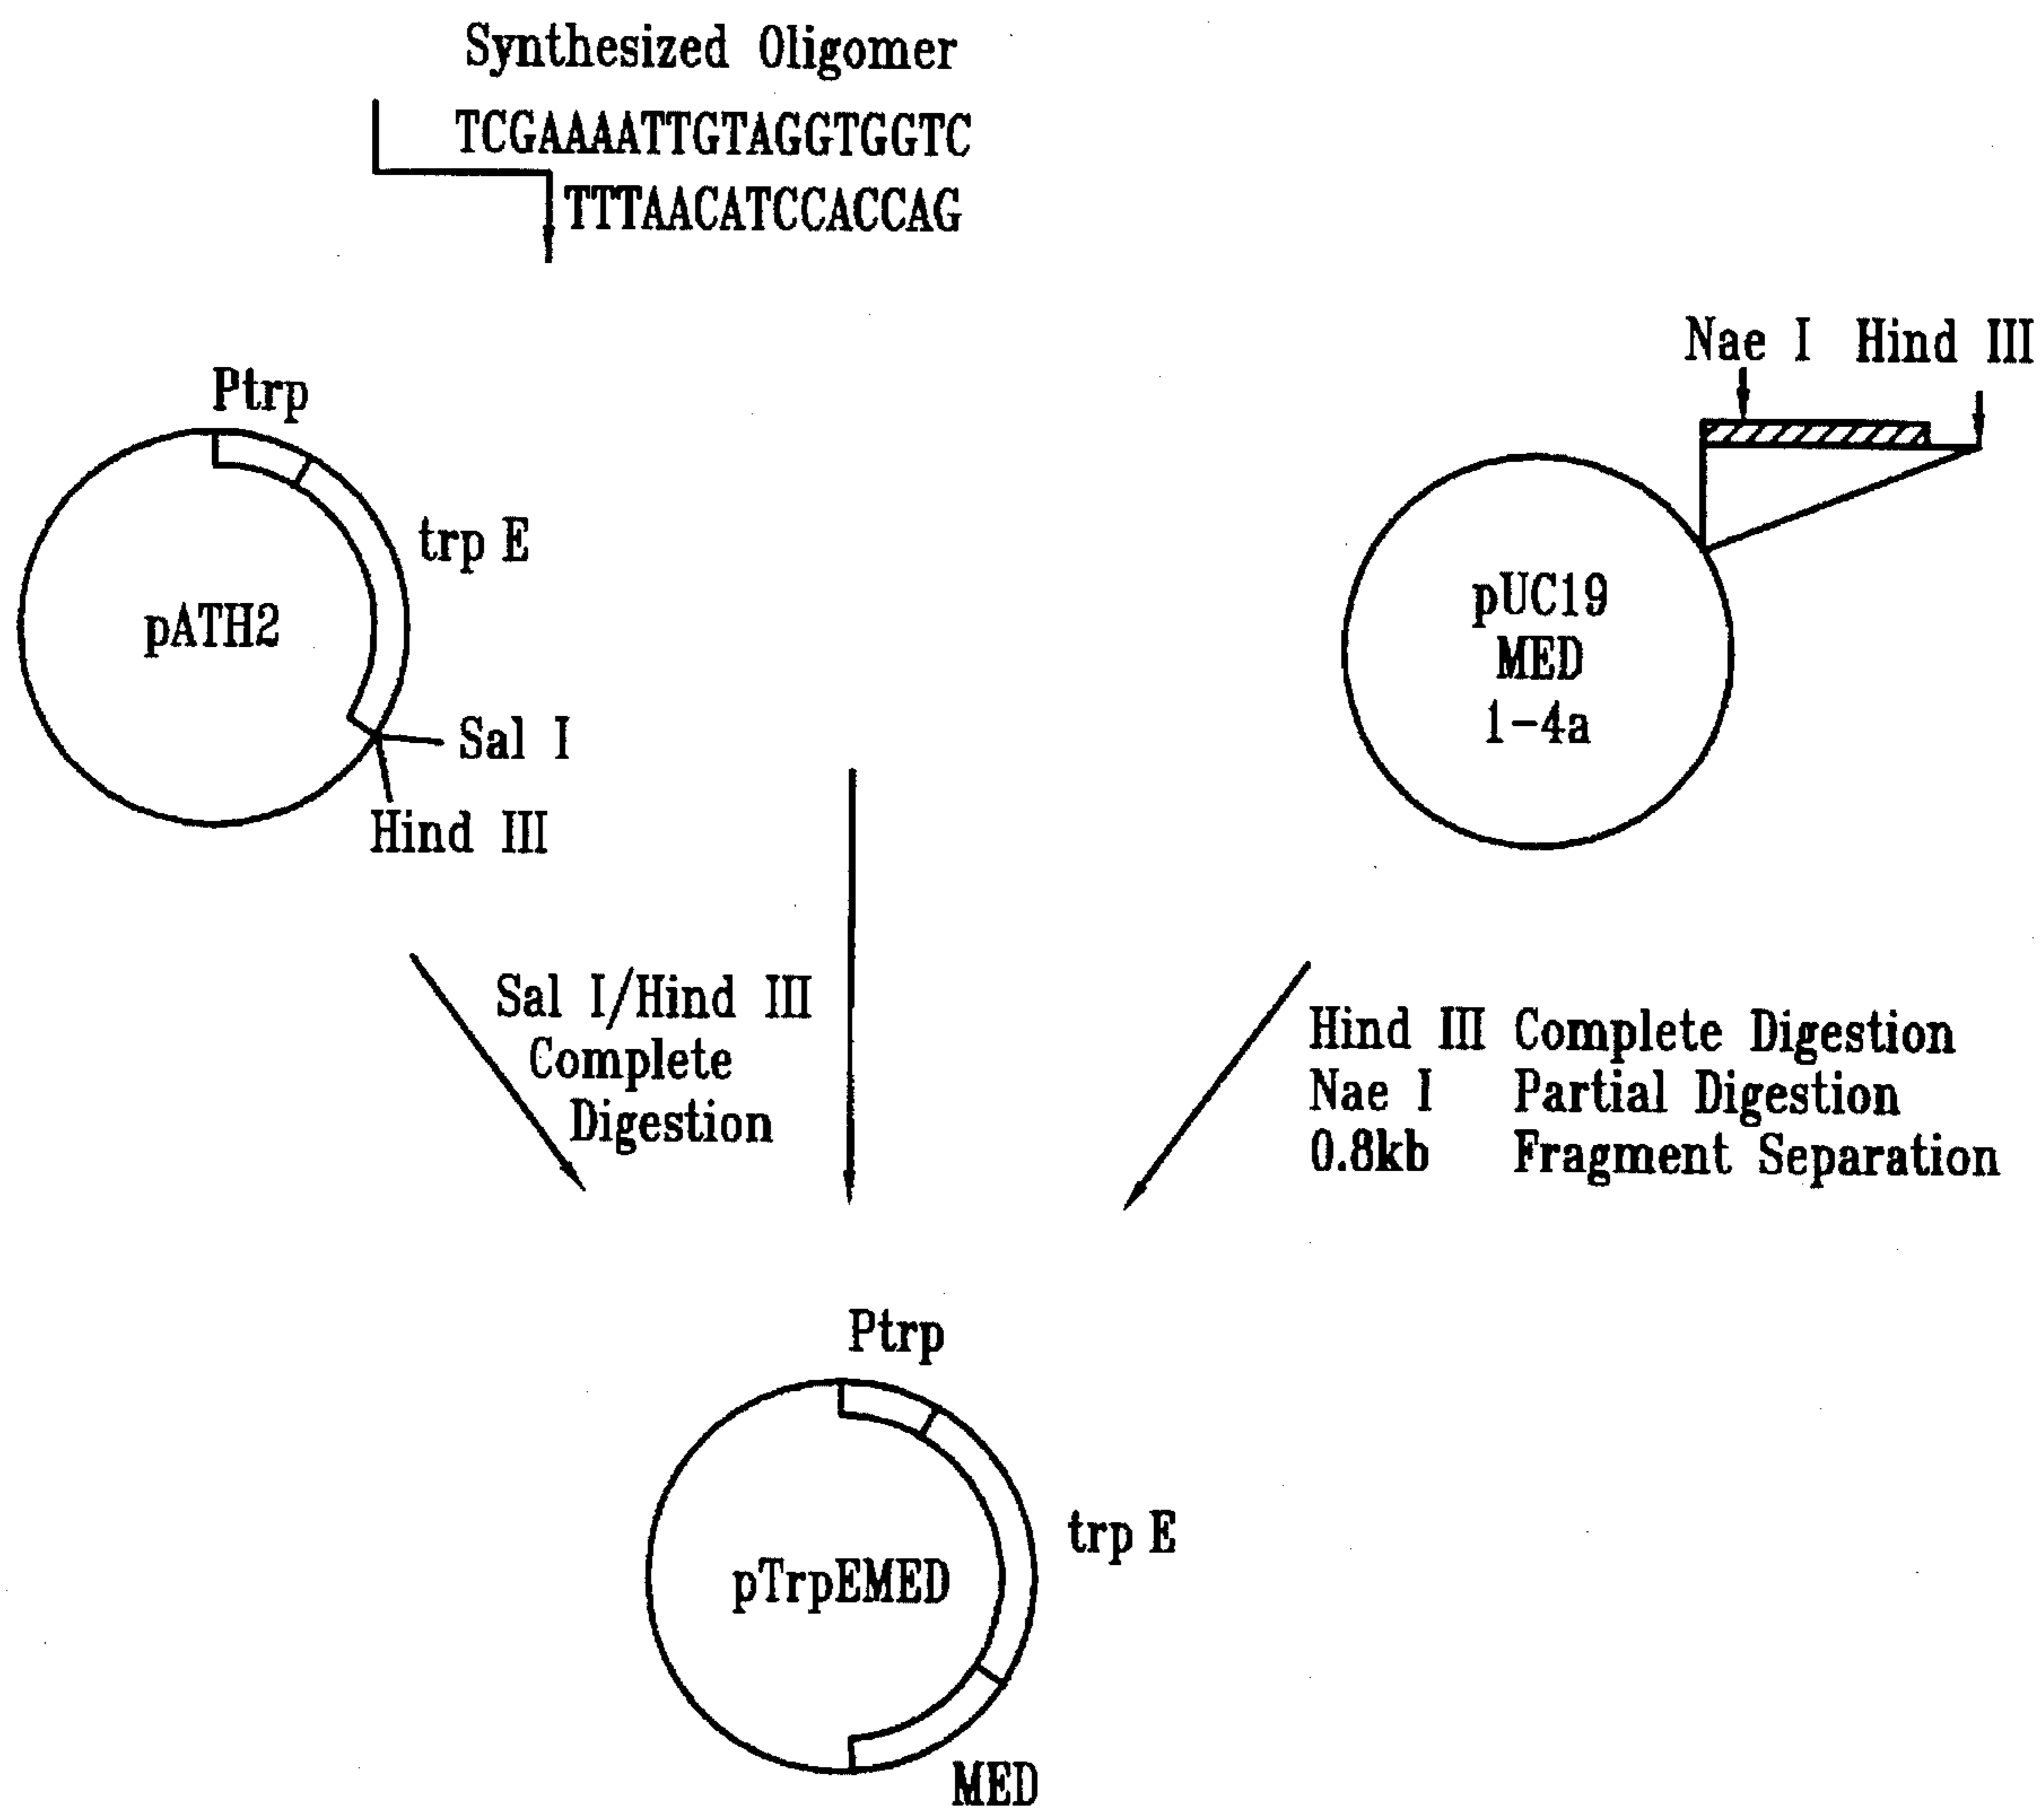 Synthesized Oligomer
TCGAAAATTGTAGGTGGTC
TTTAACATCCACCAG
Nae I Hind III
Ptrp
trp E
pATH2
Sal I
Hind III
pUC19
MED
1-4a
Sal I/Hind III
Complete
Digestion
Hind III Complete Digestion
Nae I Partial Digestion
0.8kb Fragment Separation
Ptrp
trp E
pTrpEMED
MED